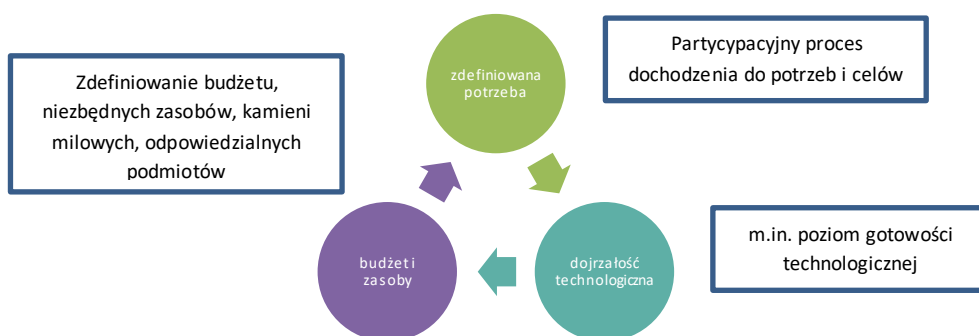 Partycypacyjny proces
dochodzenia do potrzeb i celów
Zdefiniowanie budżetu,
niezbędnych zasobów, kamieni
milowych, odpowiedzialnych
podmiotów
zdefiniowana
potrzeba
m.in. poziom gotowości
technologicznej
budżet i
zasoby
dojrzałość
technologiczna